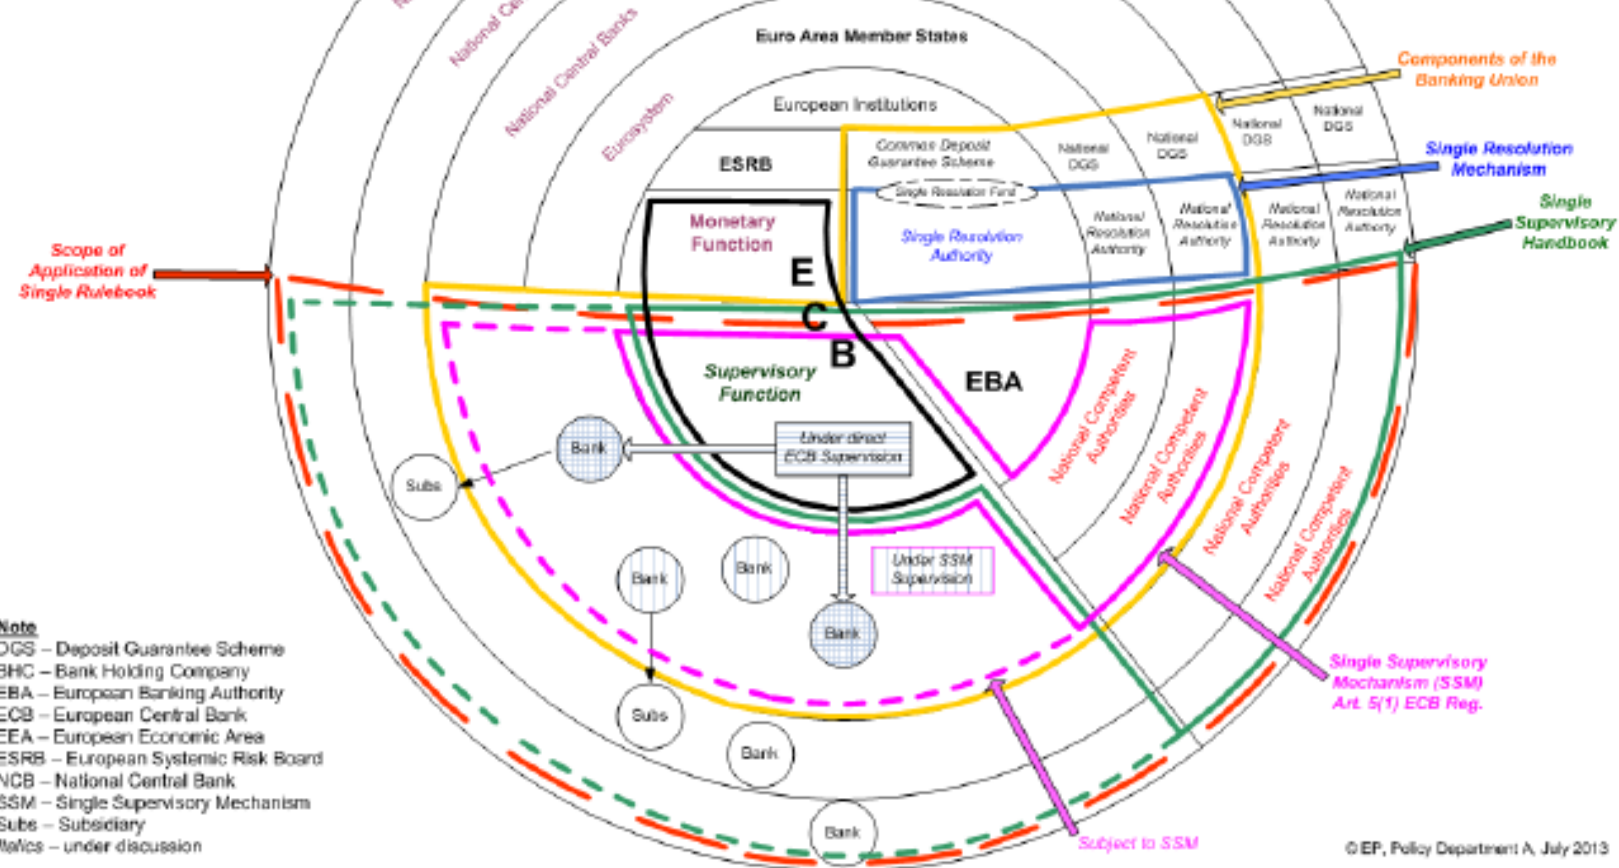 National Central Banks
Eurosystem
Euro Area Member States
European Institutions
ESRB
Common Deposit
Guarantee Scheme
Single Resolution Fund
National
DGS
National
DGS
National
DGS
National
DGS
Components of the
Banking Union
Single Resolution
Mechanism
Single
Supervisory
Handbook
Monetary
Function
Single Resolution
Authority
National
Resolution
Authority
National
Resolution
Authority
National
Resolution
Authority
National
Resolution
Authority
Scope of
Application of
Single Rulebook
E
C
B
Supervisory
Function
EBA
National Competent
Authorities
National Competent
Authorities
National Competent
Authorities
National Competent
Authorities
Under direct
ECB Supervision
Bank
Subs
Bank
Bank
Under SSM
Supervision
Bank
Subs
Bank
Bank
Single Supervisory
Mechanism (SSM)
Art. 5(1) ECB Reg.
Subject to SSM
Note
DGS – Deposit Guarantee Scheme
BHC – Bank Holding Company
EBA – European Banking Authority
ECB – European Central Bank
EEA – European Economic Area
ESRB – European Systemic Risk Board
NCB – National Central Bank
SSM – Single Supervisory Mechanism
Subs – Subsidiary
Italics – under discussion
© EP, Policy Department A, July 2013